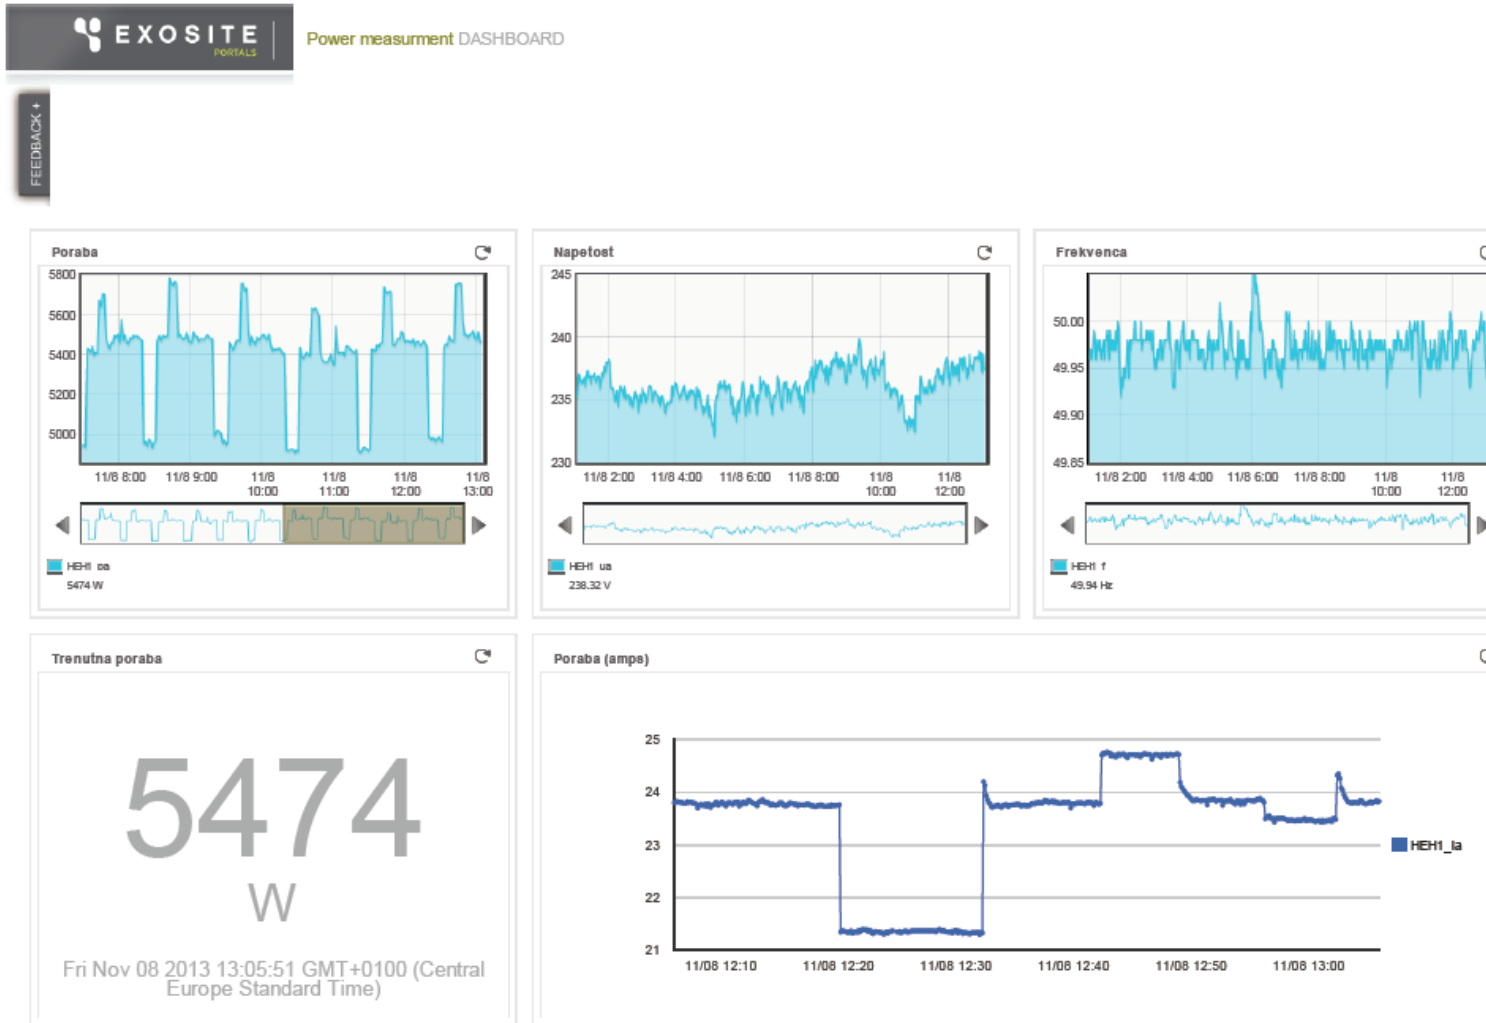 EXOSITE
PORTALS
Power measurment DASHBOARD
FEEDBACK +
Poraba
5800
5600
5400
5200
5000
11/8 8:00 11/8 9:00 11/8 10:00 11/8 11:00 11/8 12:00 11/8 13:00
HEH1 pa
5474 W
Napetost
245
240
235
230
11/8 2:00 11/8 4:00 11/8 6:00 11/8 8:00 11/8 10:00 11/8 12:00
HEH1 ua
238.32 V
Frekvenca
50.00
49.95
49.90
49.85
11/8 2:00 11/8 4:00 11/8 6:00 11/8 8:00 11/8 10:00 11/8 12:00
HEH1 f
49.94 Hz
Trenutna poraba
5474
W
Fri Nov 08 2013 13:05:51 GMT+0100 (Central
Europe Standard Time)
Poraba (amps)
25
24
23
22
21
11/08 12:10 11/08 12:20 11/08 12:30 11/08 12:40 11/08 12:50 11/08 13:00
HEH1_Ia